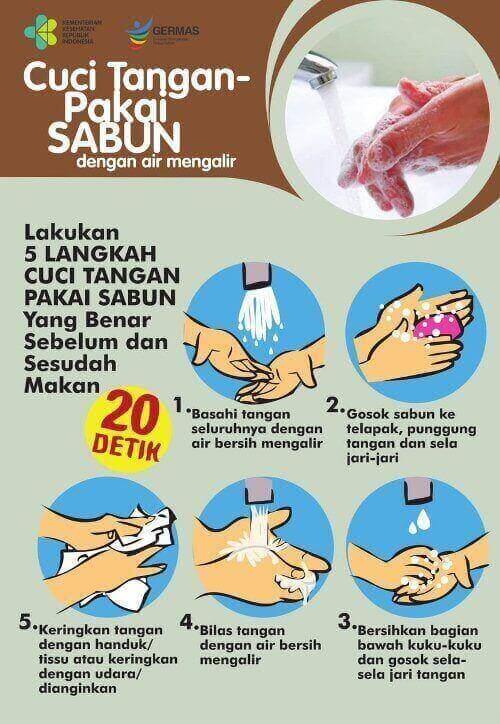 KEMENTERIAN
KESEHATAN
REPUBLIK
INDONESIA
GERMAS
Cuci Tangan-
Pakai
SABUN
dengan air mengalir
Lakukan
5 LANGKAH
CUCI TANGAN
PAKAI SABUN
Yang Benar
Sebelum dan
Sesudah
Makan
20
DETIK
1. Basahi tangan
seluruhnya dengan
air bersih mengalir
2. Gosok sabun ke
telapak, punggung
tangan dan sela
jari-jari
3. Bersihkan bagian
bawah kuku-kuku
dan gosok sela-
sela jari tangan
4. Bilas tangan
dengan air bersih
mengalir
5. Keringkan tangan
dengan handuk/
tissu atau keringkan
dengan udara/
dianginkan